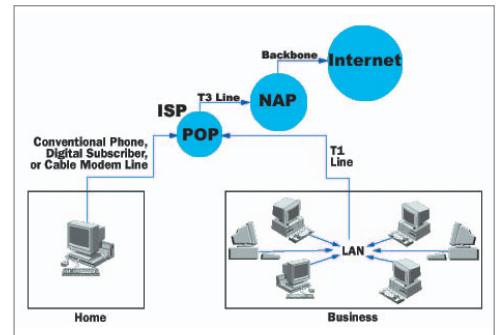 Backbone
Internet
T3 Line
NAP
ISP
POP
Conventional Phone,
Digital Subscriber,
or Cable Modem Line
T1
Line
LAN
Home
Business